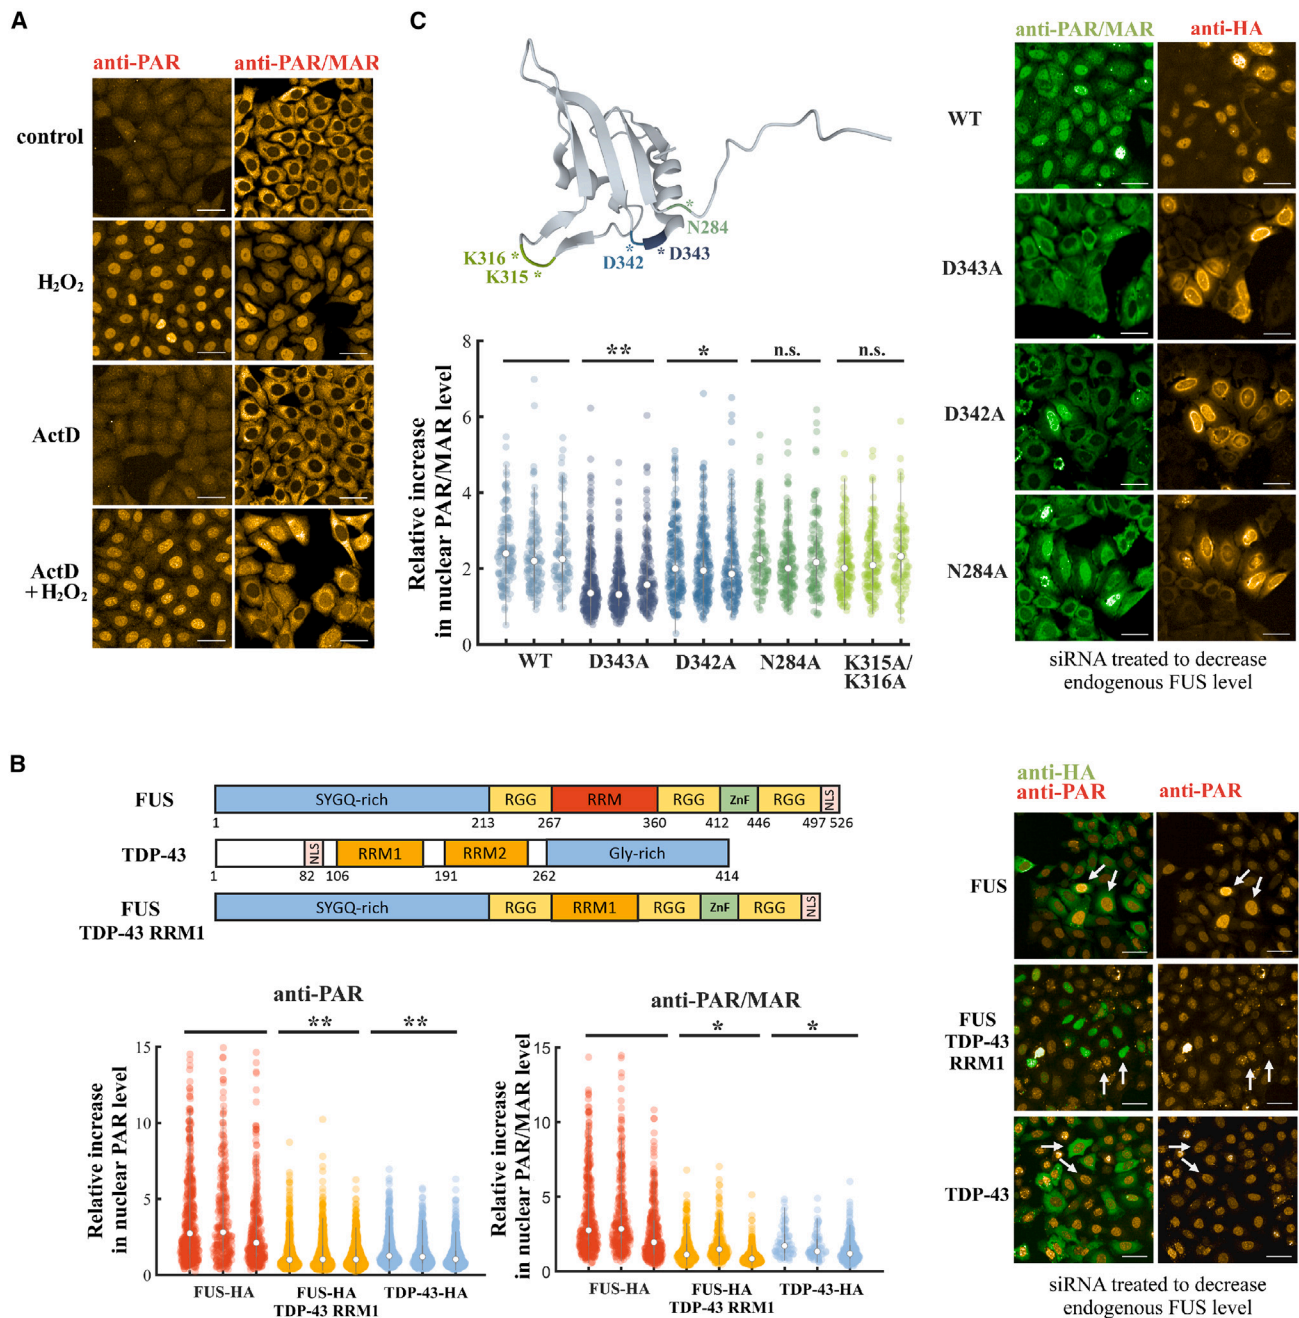 A
anti-PAR
anti-PAR/MAR
control
H₂O₂
ActD
ActD
+H₂O₂
C
N284
K316 *
K315 *
*
D342
* D343
*
8
6
4
2
0
Relative increase
in nuclear PAR/MAR level
**
*
n.s.
n.s.
WT
D343A
D342A
N284A
K315A/
K316A
anti-PAR/MAR
anti-HA
WT
D343A
D342A
N284A
siRNA treated to decrease
endogenous FUS level
B
FUS
SYGQ-rich
RGG
RRM
RGG
ZnF
RGG
NLS
1
213
267
360
412
446
497
526
TDP-43
NLS
RRM1
RRM2
Gly-rich
1
82
106
191
262
414
FUS
TDP-43 RRM1
SYGQ-rich
RGG
RRM1
RGG
ZnF
RGG
NLS
anti-PAR
**
**
15
10
5
0
Relative increase
in nuclear PAR level
FUS-HA
FUS-HA
TDP-43 RRM1
TDP-43-HA
anti-PAR/MAR
*
*
15
10
5
0
Relative increase
in nuclear PAR/MAR level
FUS-HA
FUS-HA
TDP-43 RRM1
TDP-43-HA
anti-HA
anti-PAR
anti-PAR
FUS
FUS
TDP-43
RRM1
TDP-43
siRNA treated to decrease
endogenous FUS level